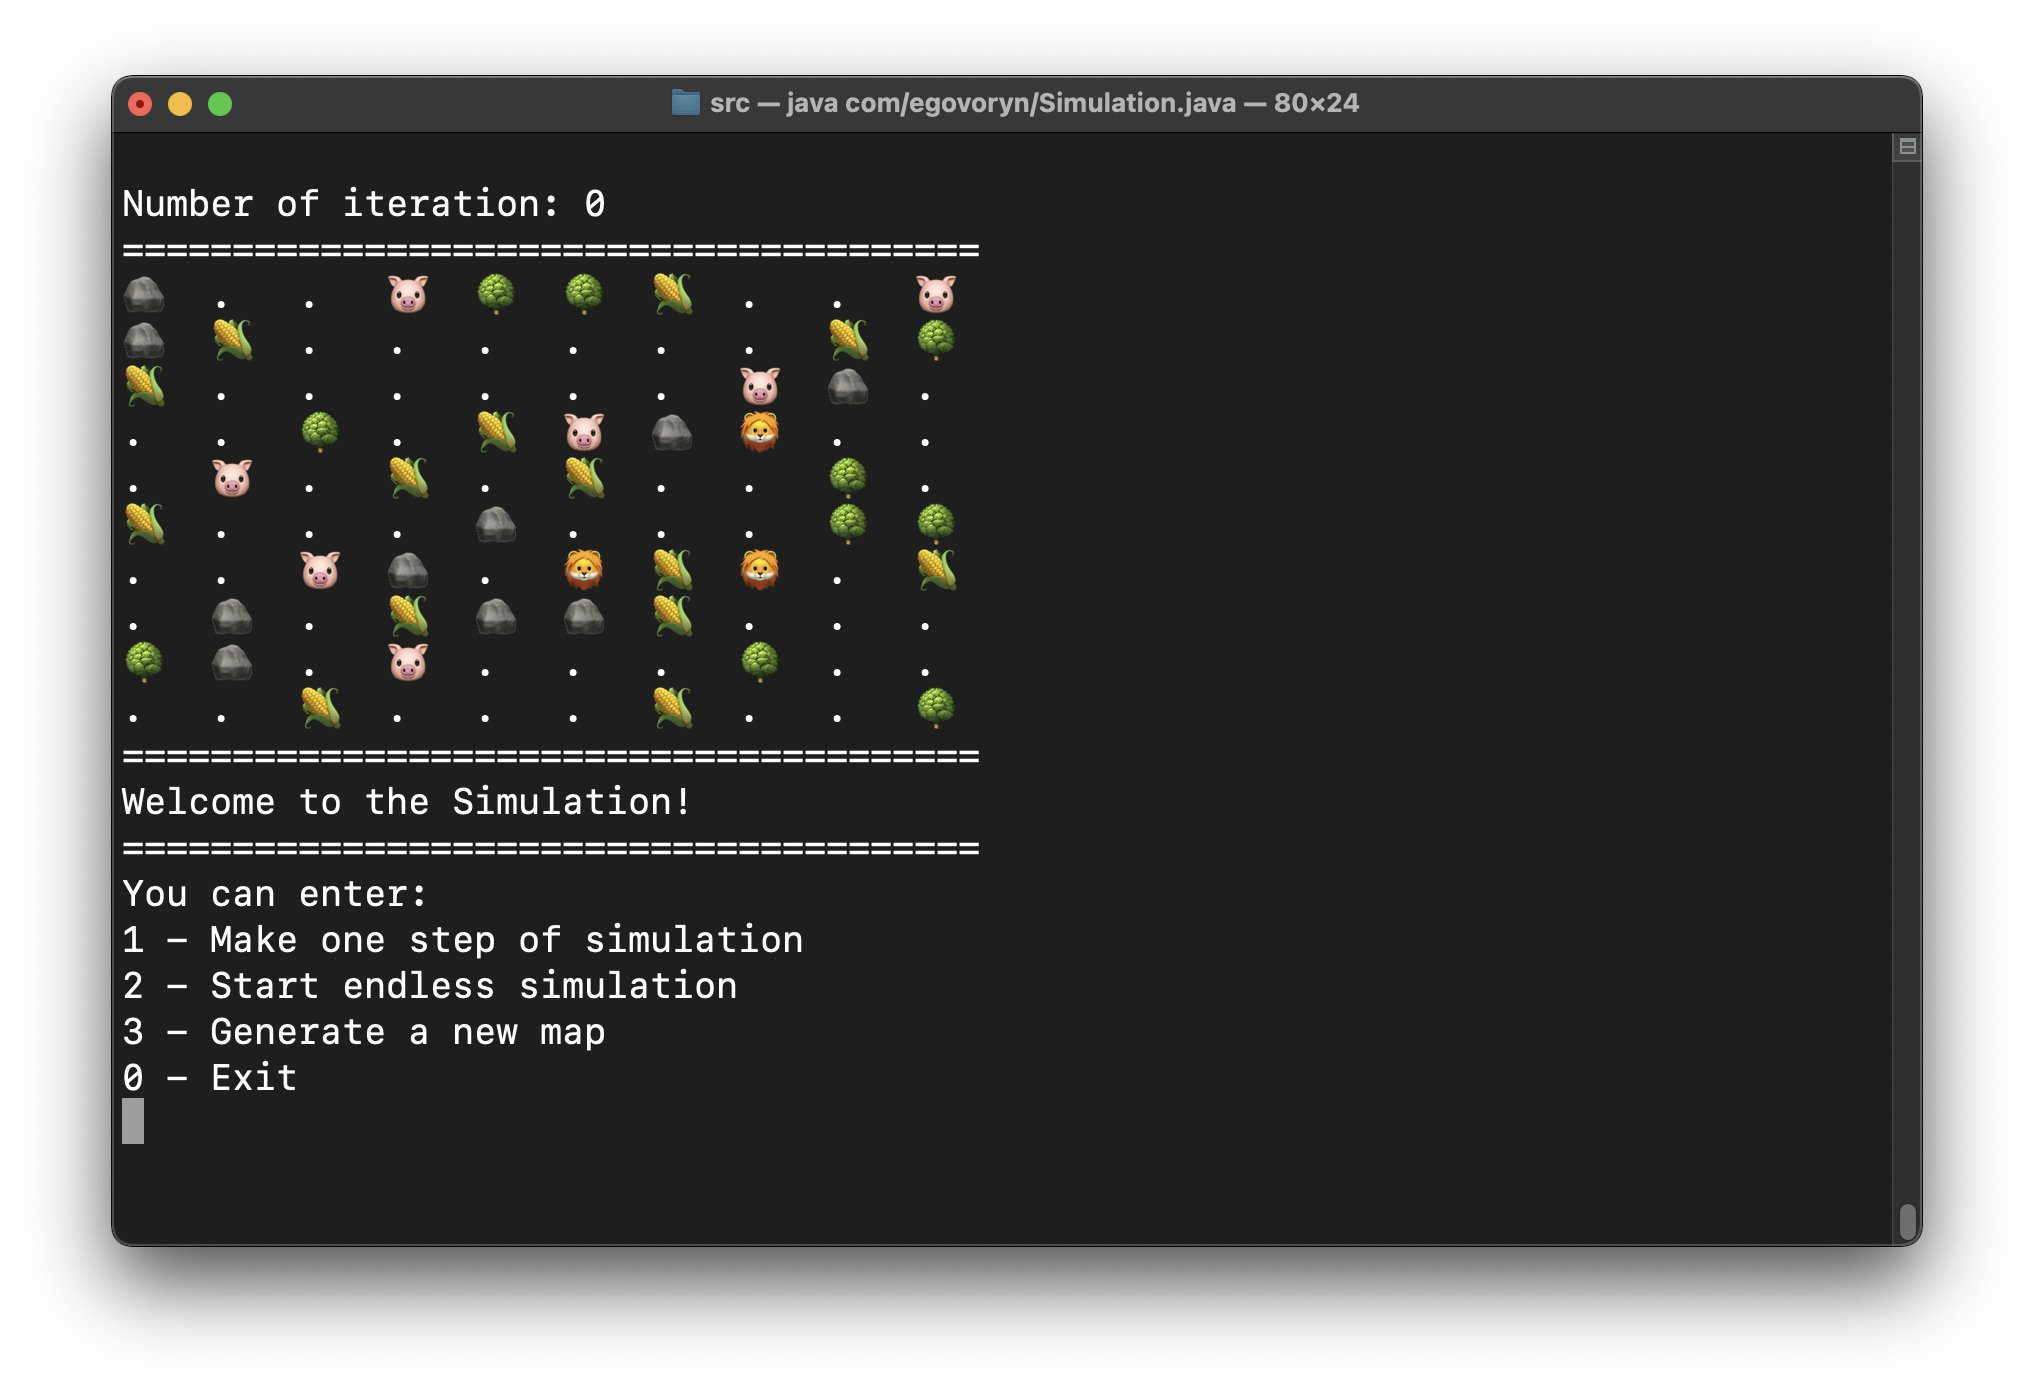 src — java com/egovoryn/Simulation.java — 80×24
Number of iteration: 0
=======================================
🪨 . . 🐷 🌳 🌳 🌽 . . 🐷
🪨 🌽 . . . . . . 🌽 🌳
🌽 . . . . . . 🐷 🪨 .
. . 🌳 . 🌽 🐷 🪨 🦁 . .
. 🐷 . 🌽 . 🌽 . . 🌳 .
🌽 . . . 🪨 . . . 🌳 🌳
. . 🐷 🪨 . 🦁 🌽 🦁 . 🌽
. 🪨 . 🌽 🪨 🪨 🌽 . . .
🌳 🪨 . 🐷 . . . 🌳 . .
. . 🌽 . . . 🌽 . . 🌳
=======================================
Welcome to the Simulation!
=======================================
You can enter:
1 – Make one step of simulation
2 – Start endless simulation
3 – Generate a new map
0 – Exit